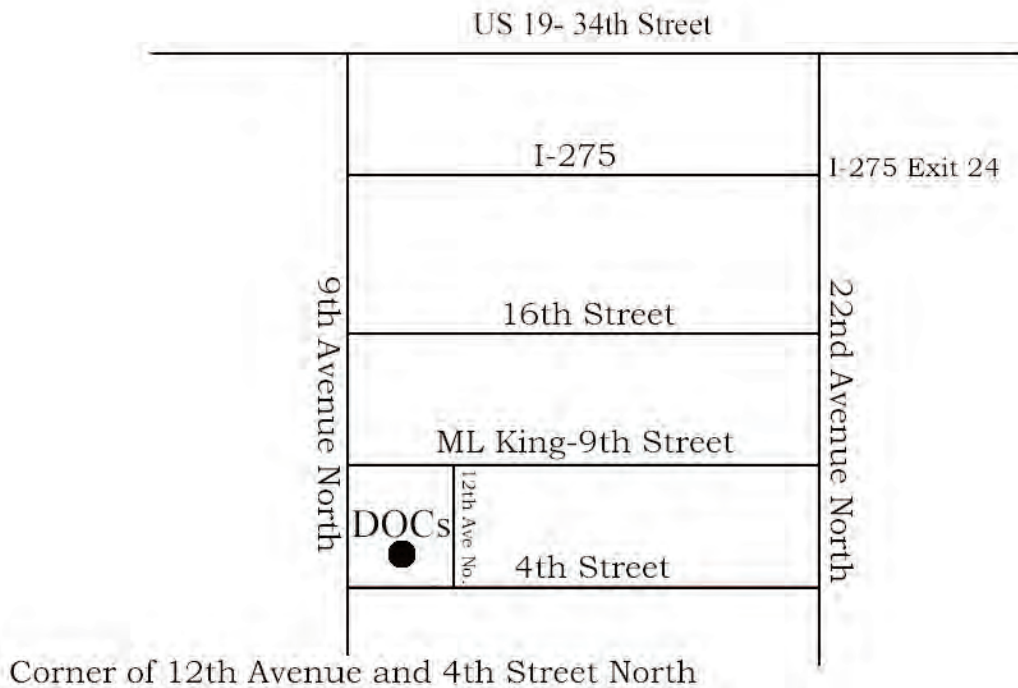 US 19- 34th Street
I-275
I-275 Exit 24
9th Avenue North
16th Street
22nd Avenue North
ML King-9th Street
12th Ave No.
DOCs
4th Street
Corner of 12th Avenue and 4th Street North